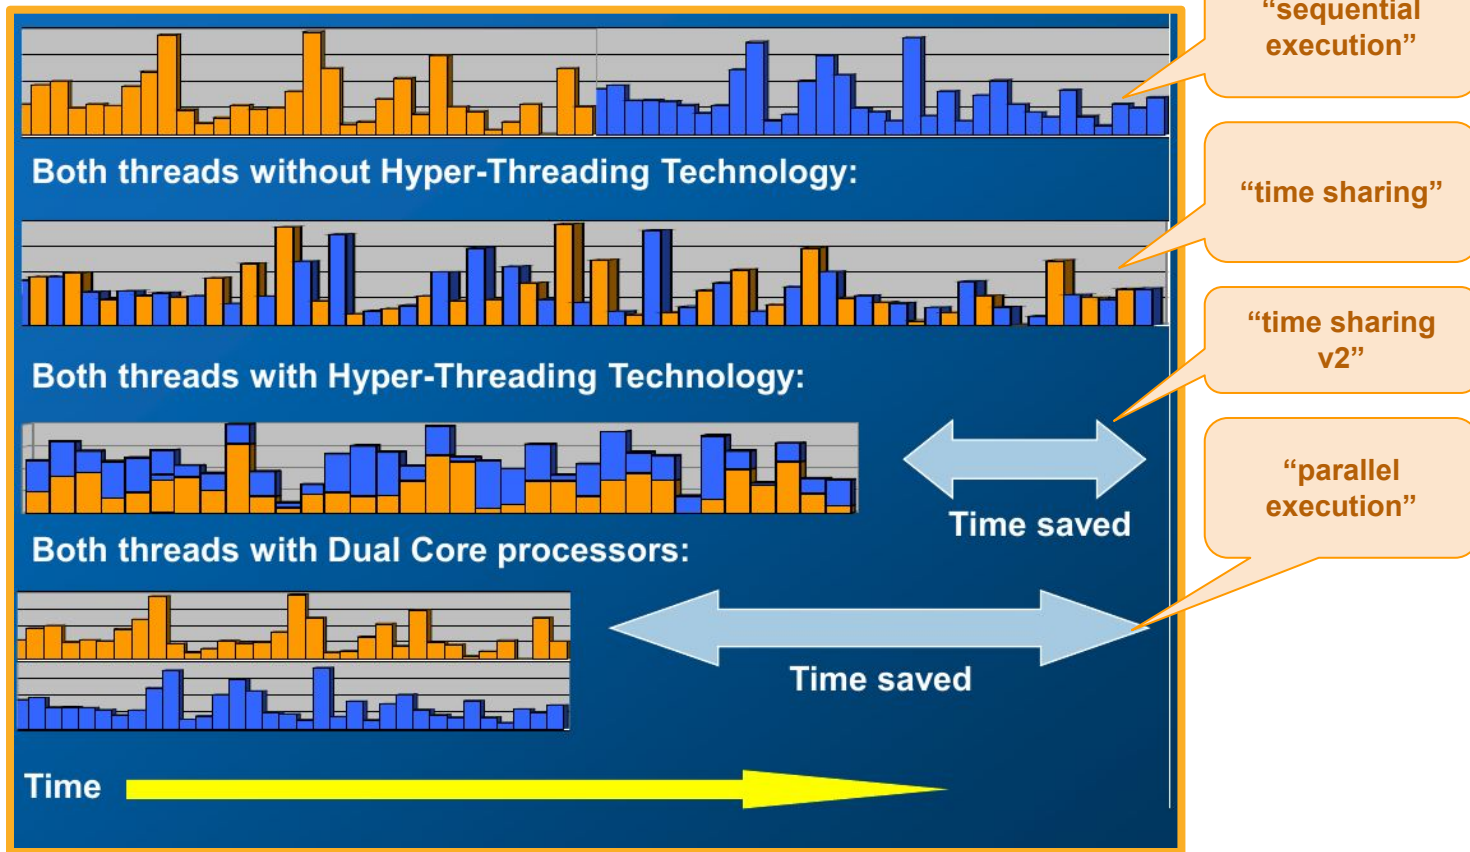 “sequential
execution”
Both threads without Hyper-Threading Technology:
“time sharing”
Both threads with Hyper-Threading Technology:
“time sharing
v2”
Time saved
Both threads with Dual Core processors:
“parallel
execution”
Time saved
Time